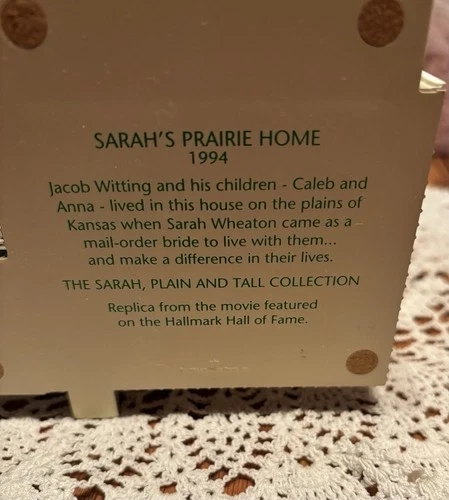 SARAH'S PRAIRIE HOME
1994
Jacob Witting and his children - Caleb and
Anna - lived in this house on the plains of
Kansas when Sarah Wheaton came as a
mail-order bride to live with them...
and make a difference in their lives.
THE SARAH, PLAIN AND TALL COLLECTION
Replica from the movie featured
on the Hallmark Hall of Fame.